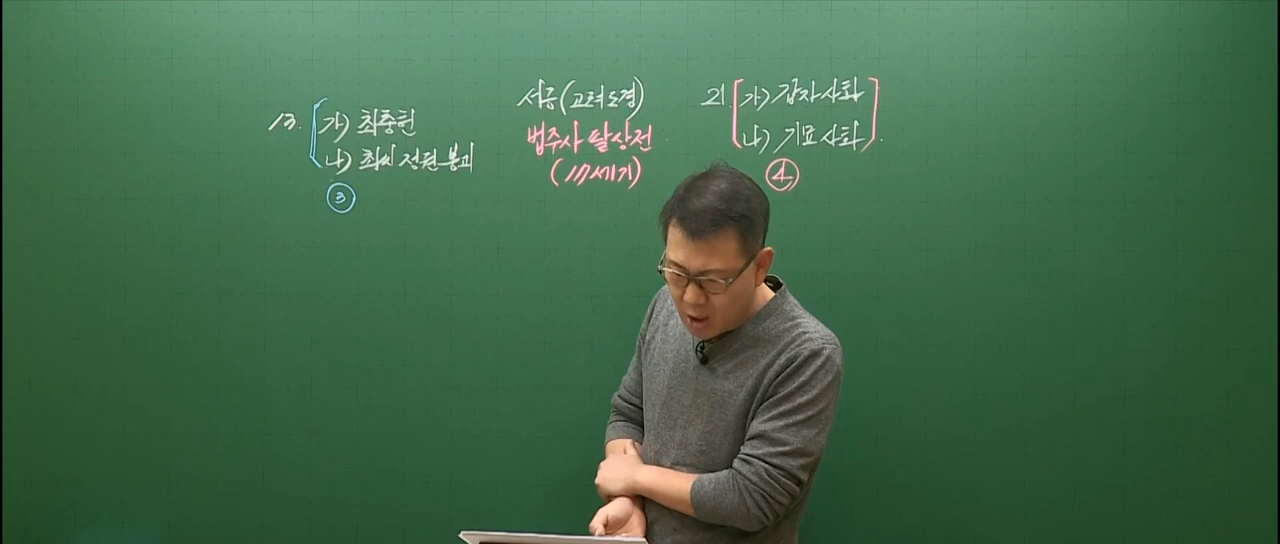 13. 가) 최충헌
나) 최씨 정권 붕괴
③
서긍(고려도경)
법주사 팔상전
(17세기)
21. 가) 갑자사화
나) 기묘사화
④